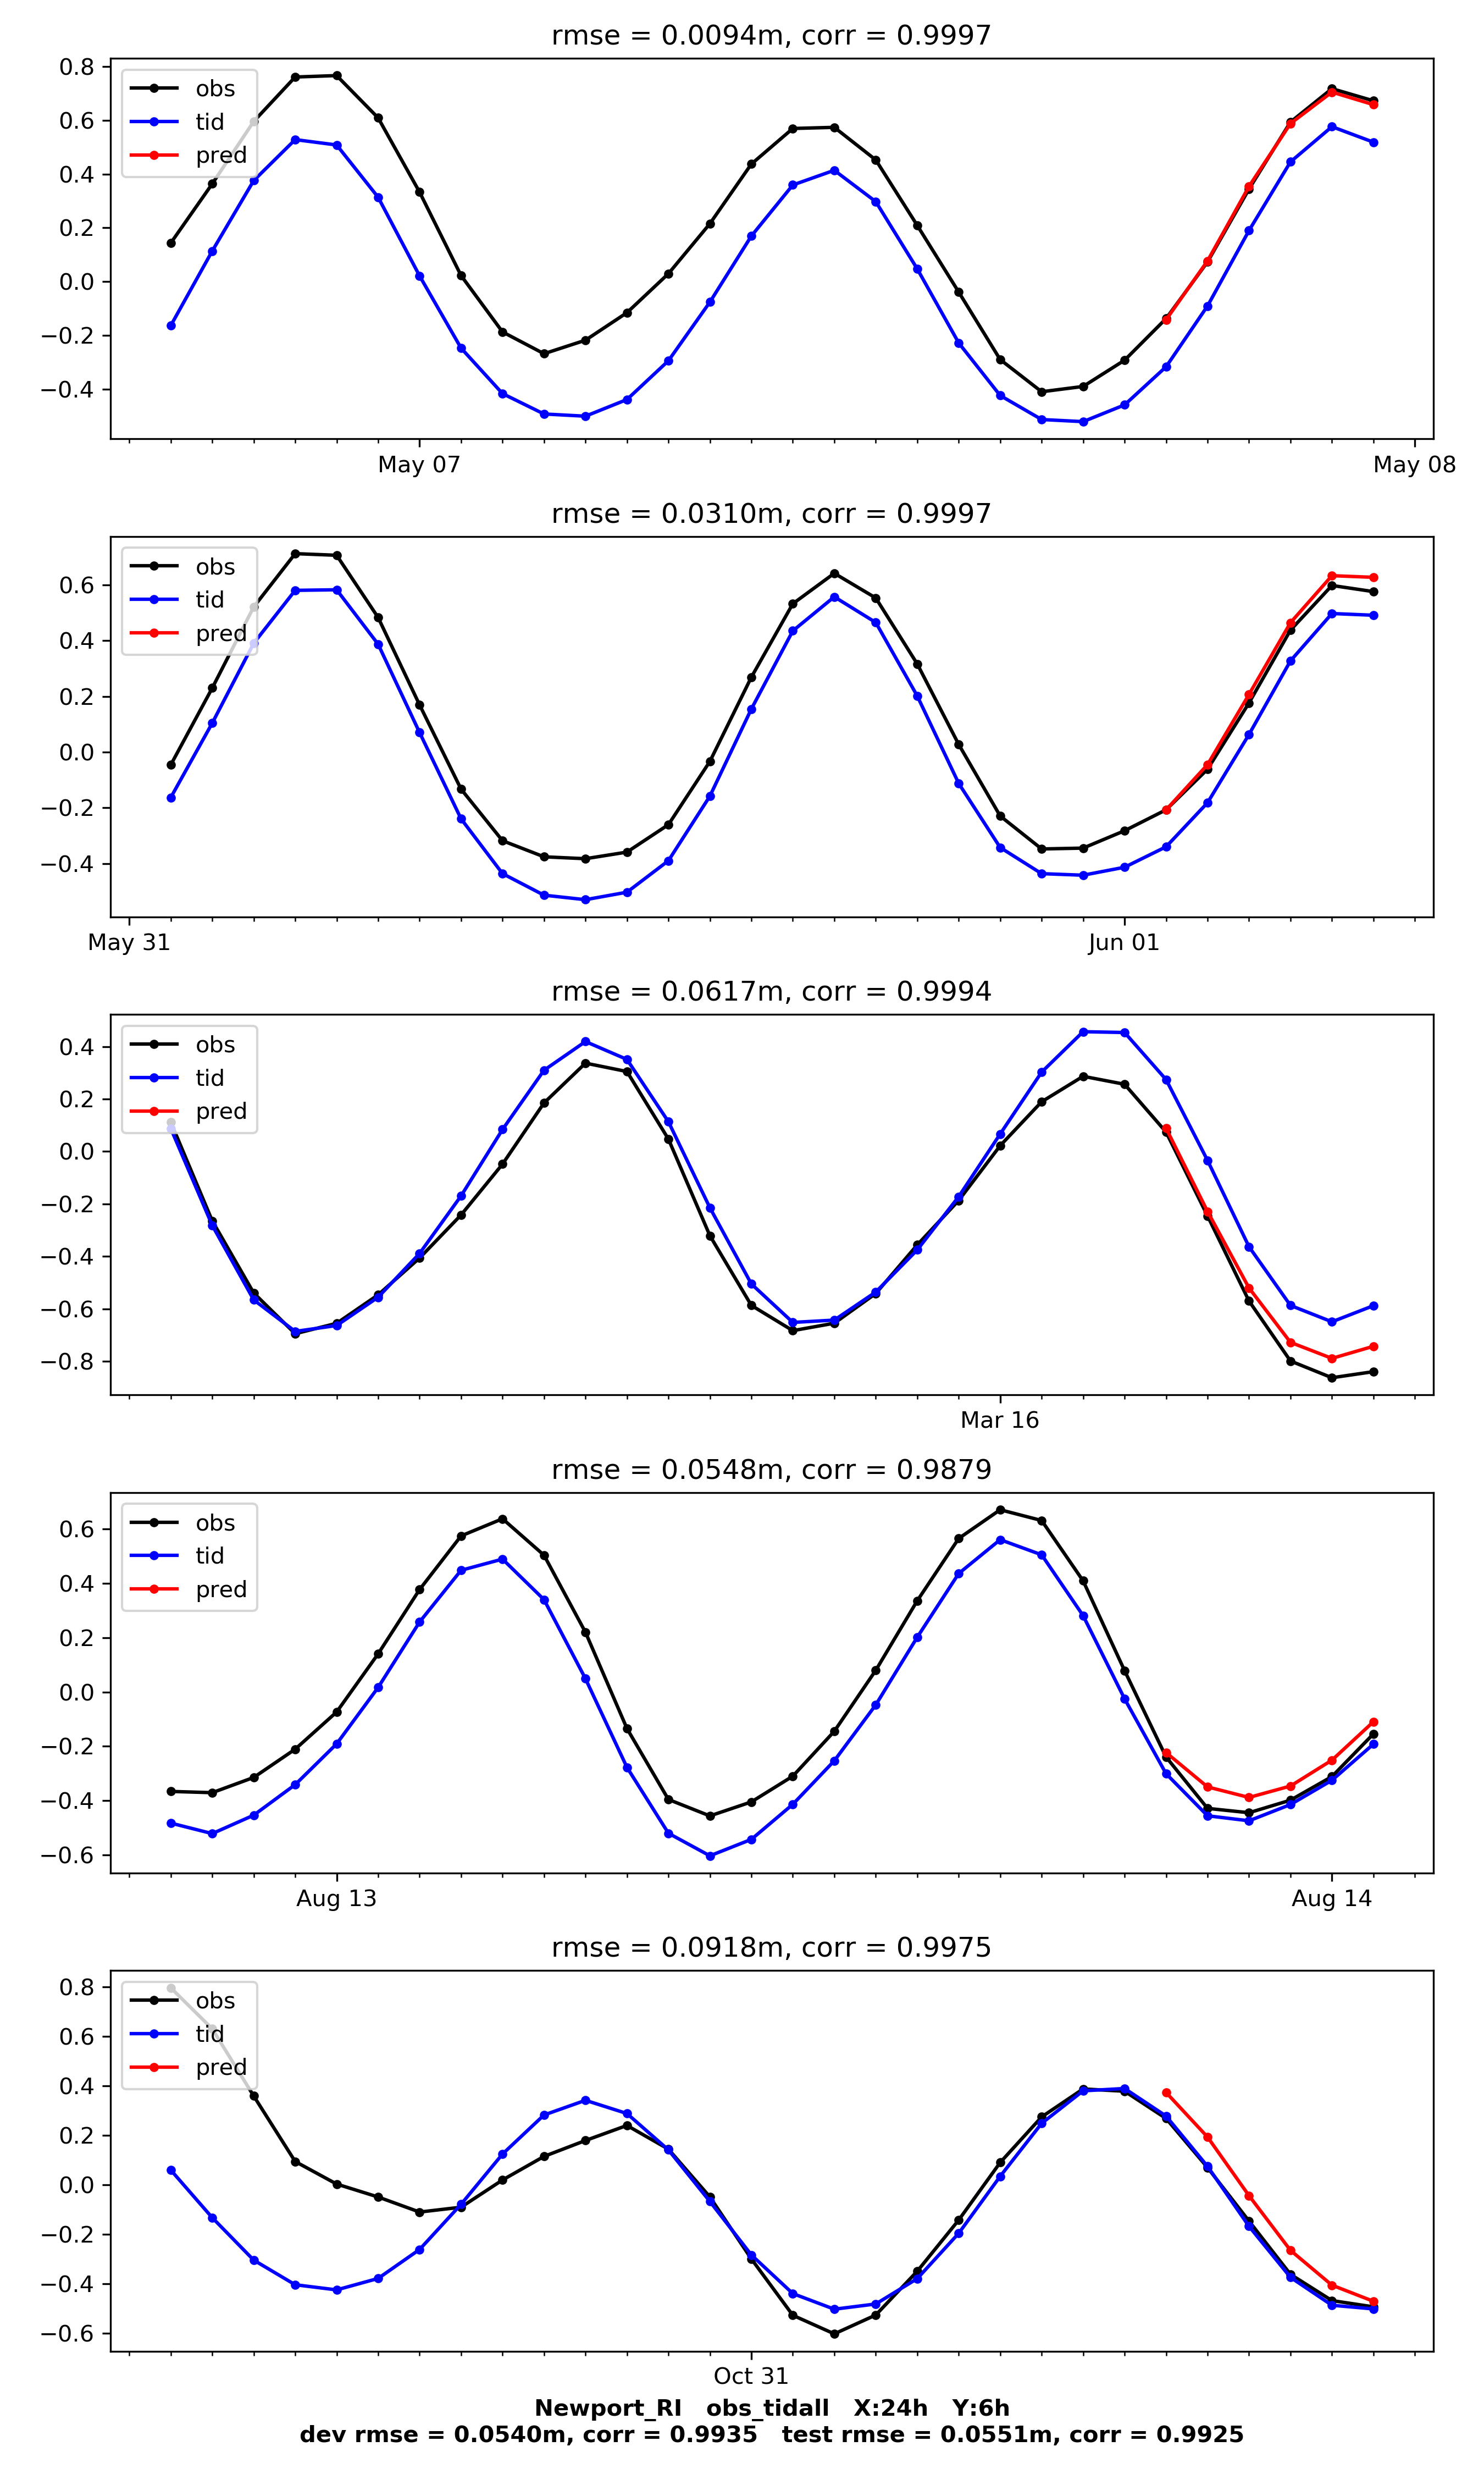 rmse = 0.0094m, corr = 0.9997
0.8
0.6
0.4
0.2
0.0
−0.2
−0.4
obs
tid
pred
May 07
May 08
rmse = 0.0310m, corr = 0.9997
0.6
0.4
0.2
0.0
−0.2
−0.4
obs
tid
pred
May 31
Jun 01
rmse = 0.0617m, corr = 0.9994
0.4
0.2
0.0
−0.2
−0.4
−0.6
−0.8
obs
tid
pred
Mar 16
rmse = 0.0548m, corr = 0.9879
0.6
0.4
0.2
0.0
−0.2
−0.4
−0.6
obs
tid
pred
Aug 13
Aug 14
rmse = 0.0918m, corr = 0.9975
0.8
0.6
0.4
0.2
0.0
−0.2
−0.4
−0.6
obs
tid
pred
Oct 31
Newport_RI obs_tidall X:24h Y:6h
dev rmse = 0.0540m, corr = 0.9935 test rmse = 0.0551m, corr = 0.9925